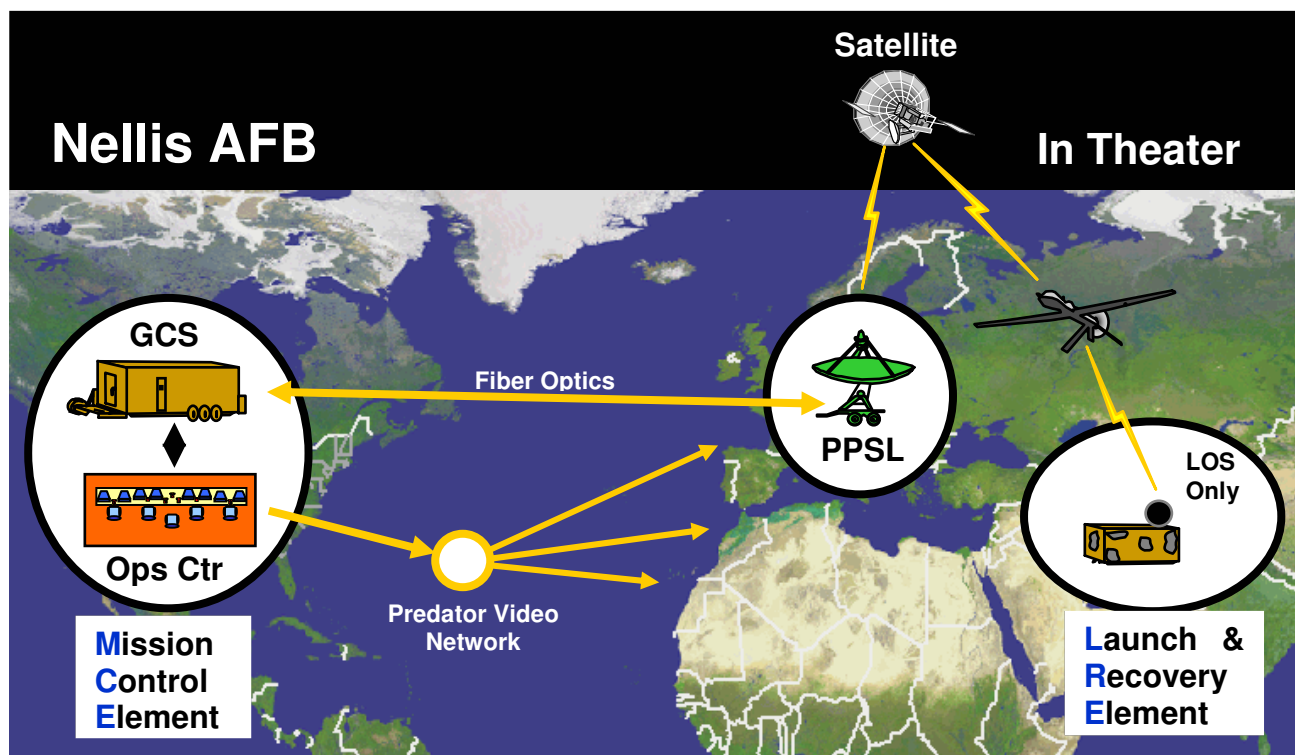 Satellite
Nellis AFB
In Theater
GCS
Fiber Optics
PPSL
LOS
Only
Ops Ctr
Predator Video
Network
Mission
Control
Element
Launch &
Recovery
Element